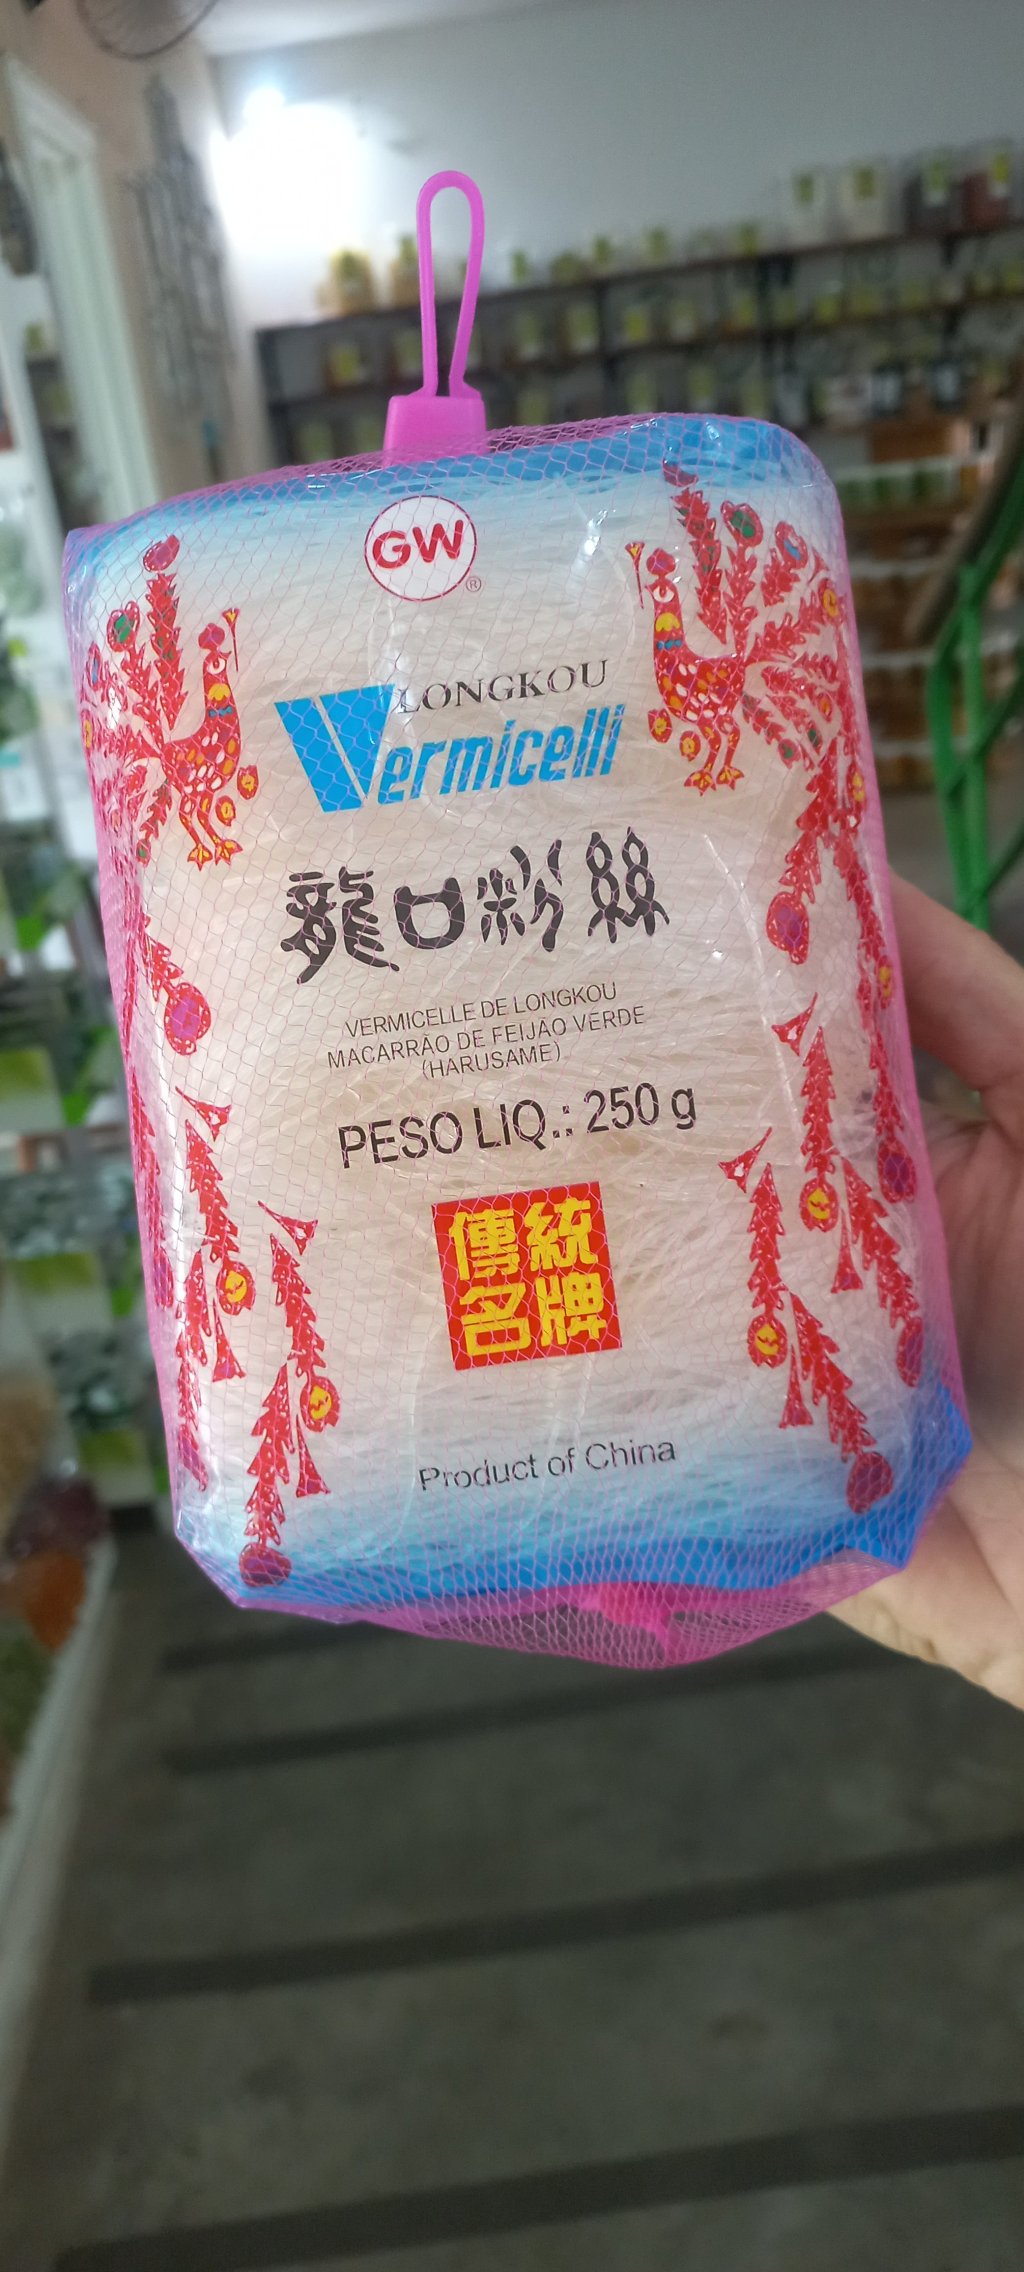 GW
®
LONGKOU
Vermicelli
龍口粉絲
VERMICELLE DE LONGKOU
MACARRÃO DE FEIJÃO VERDE
(HARUSAME)
PESO LIQ.: 250 g
傳統
名牌
Product of China